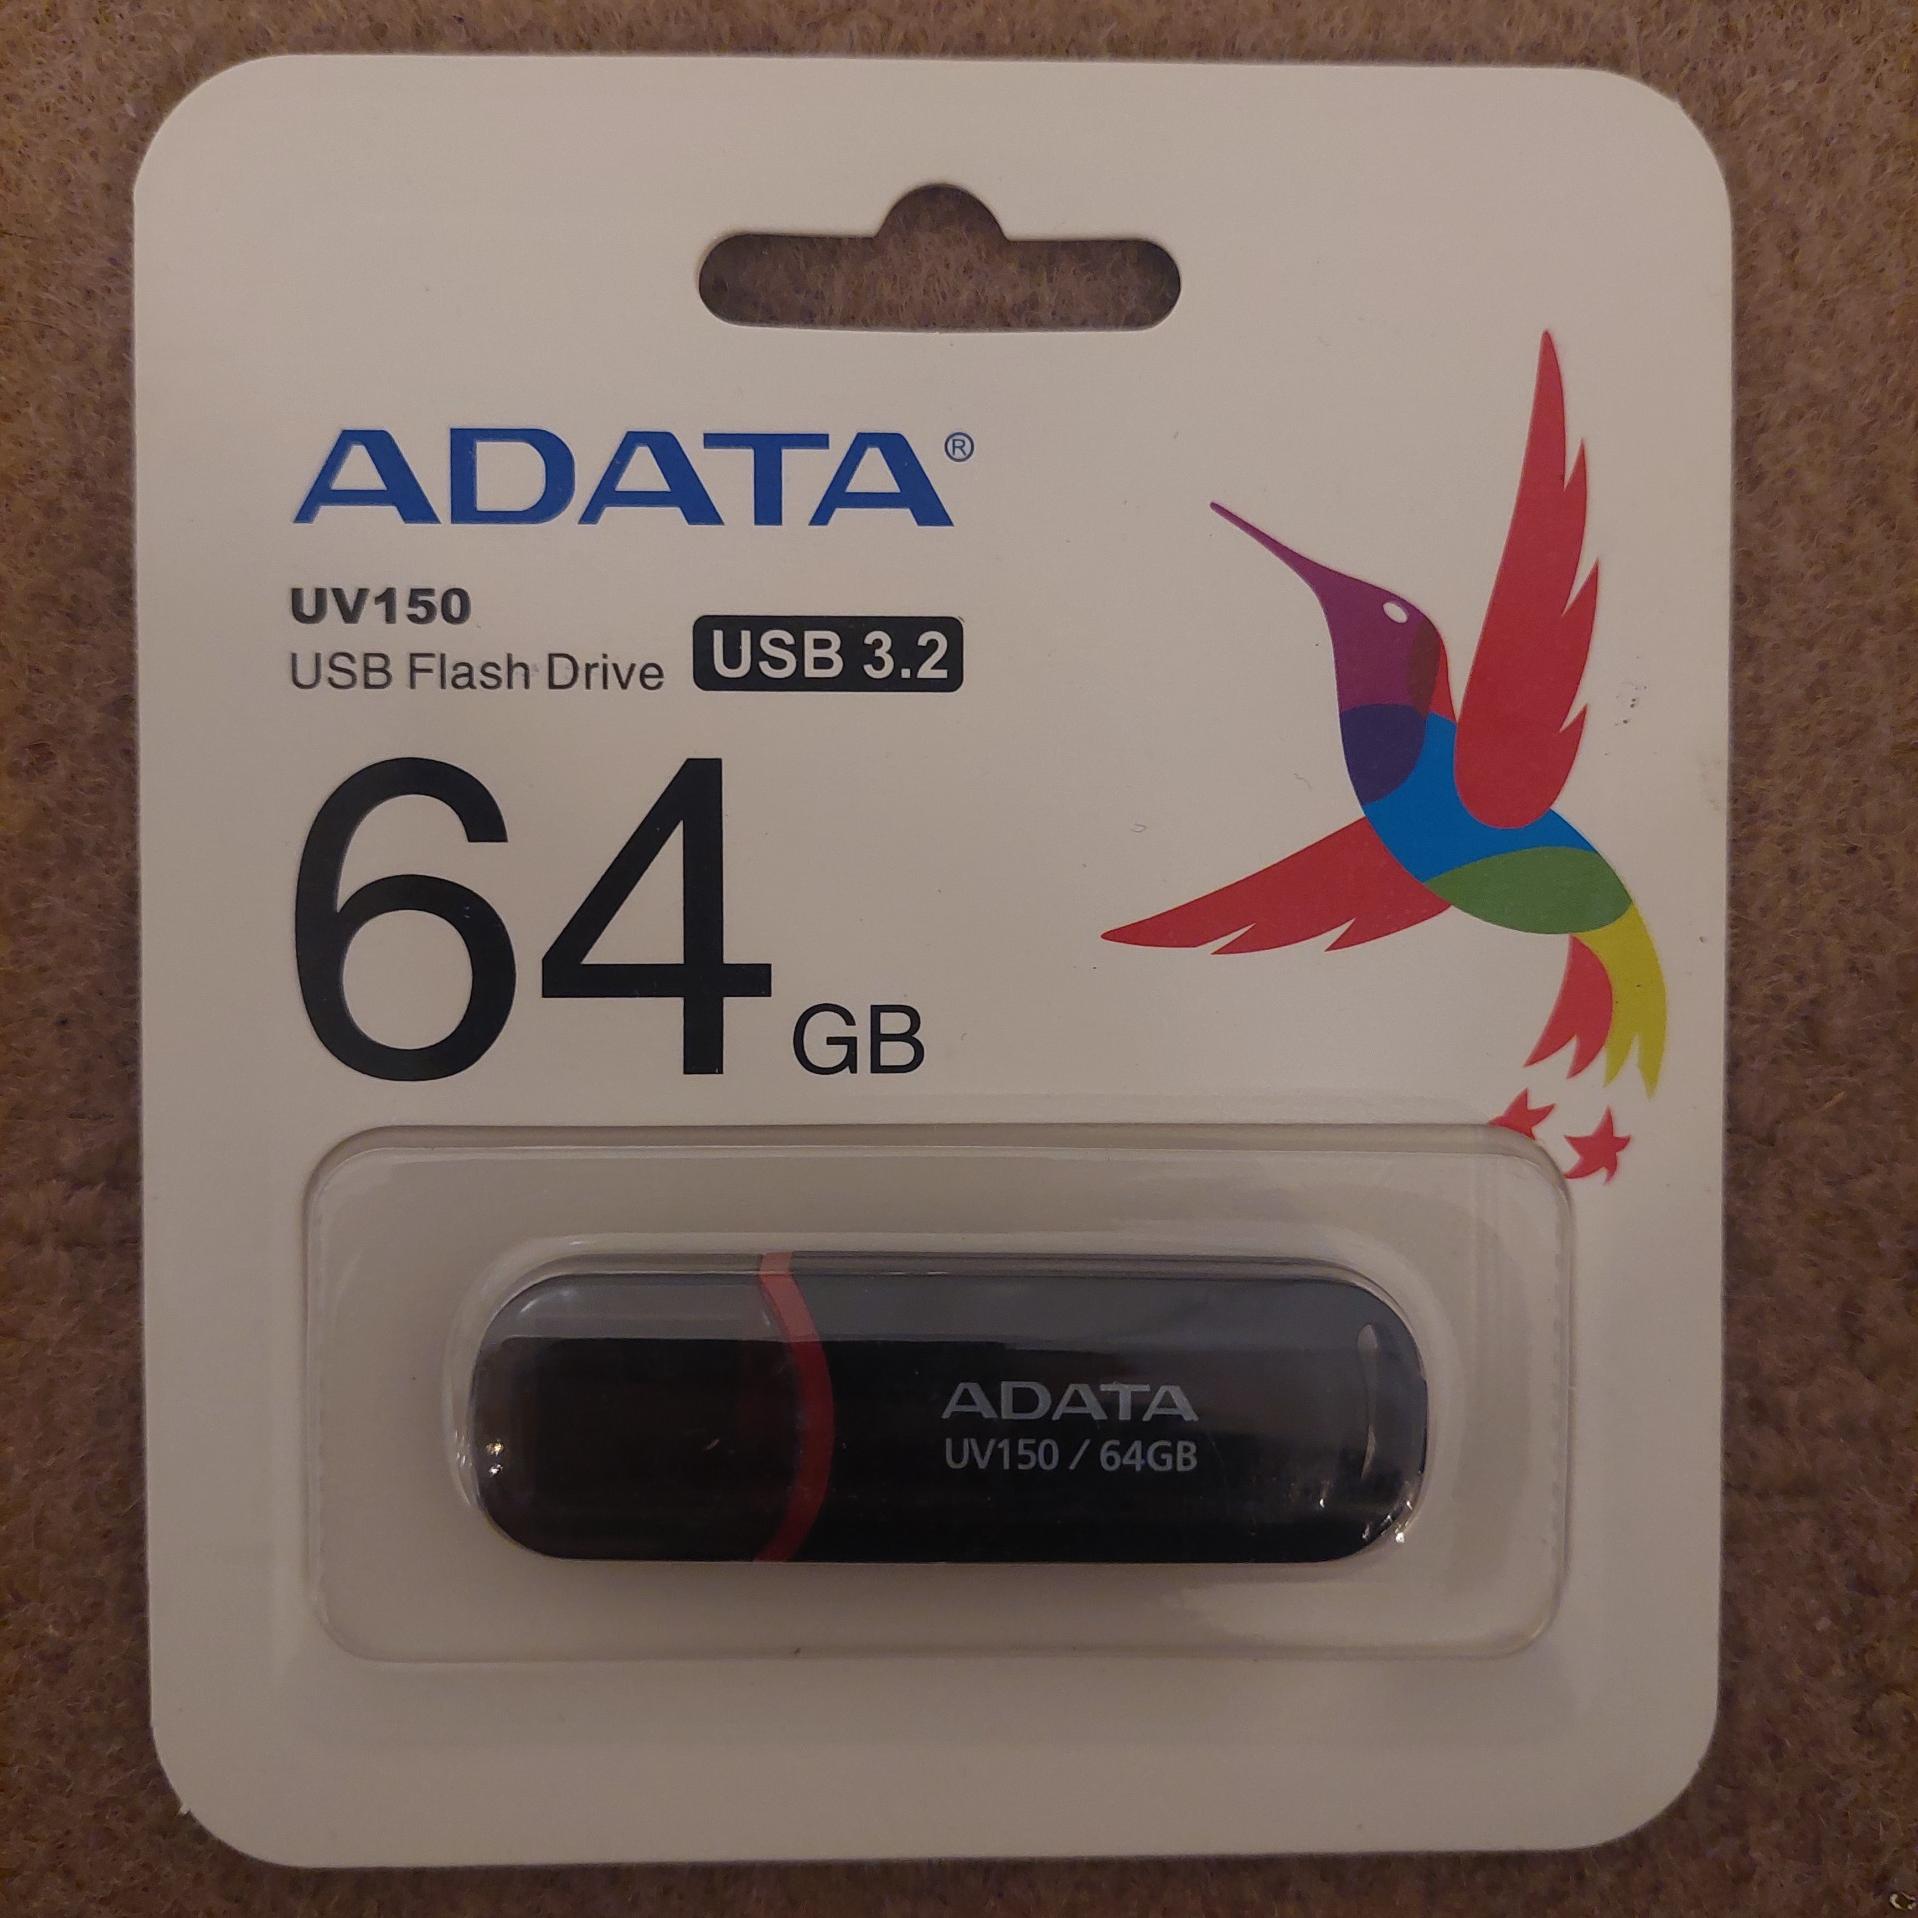 ADATA®
UV150
USB Flash Drive USB 3.2
64 GB
ADATA
UV150 / 64GB